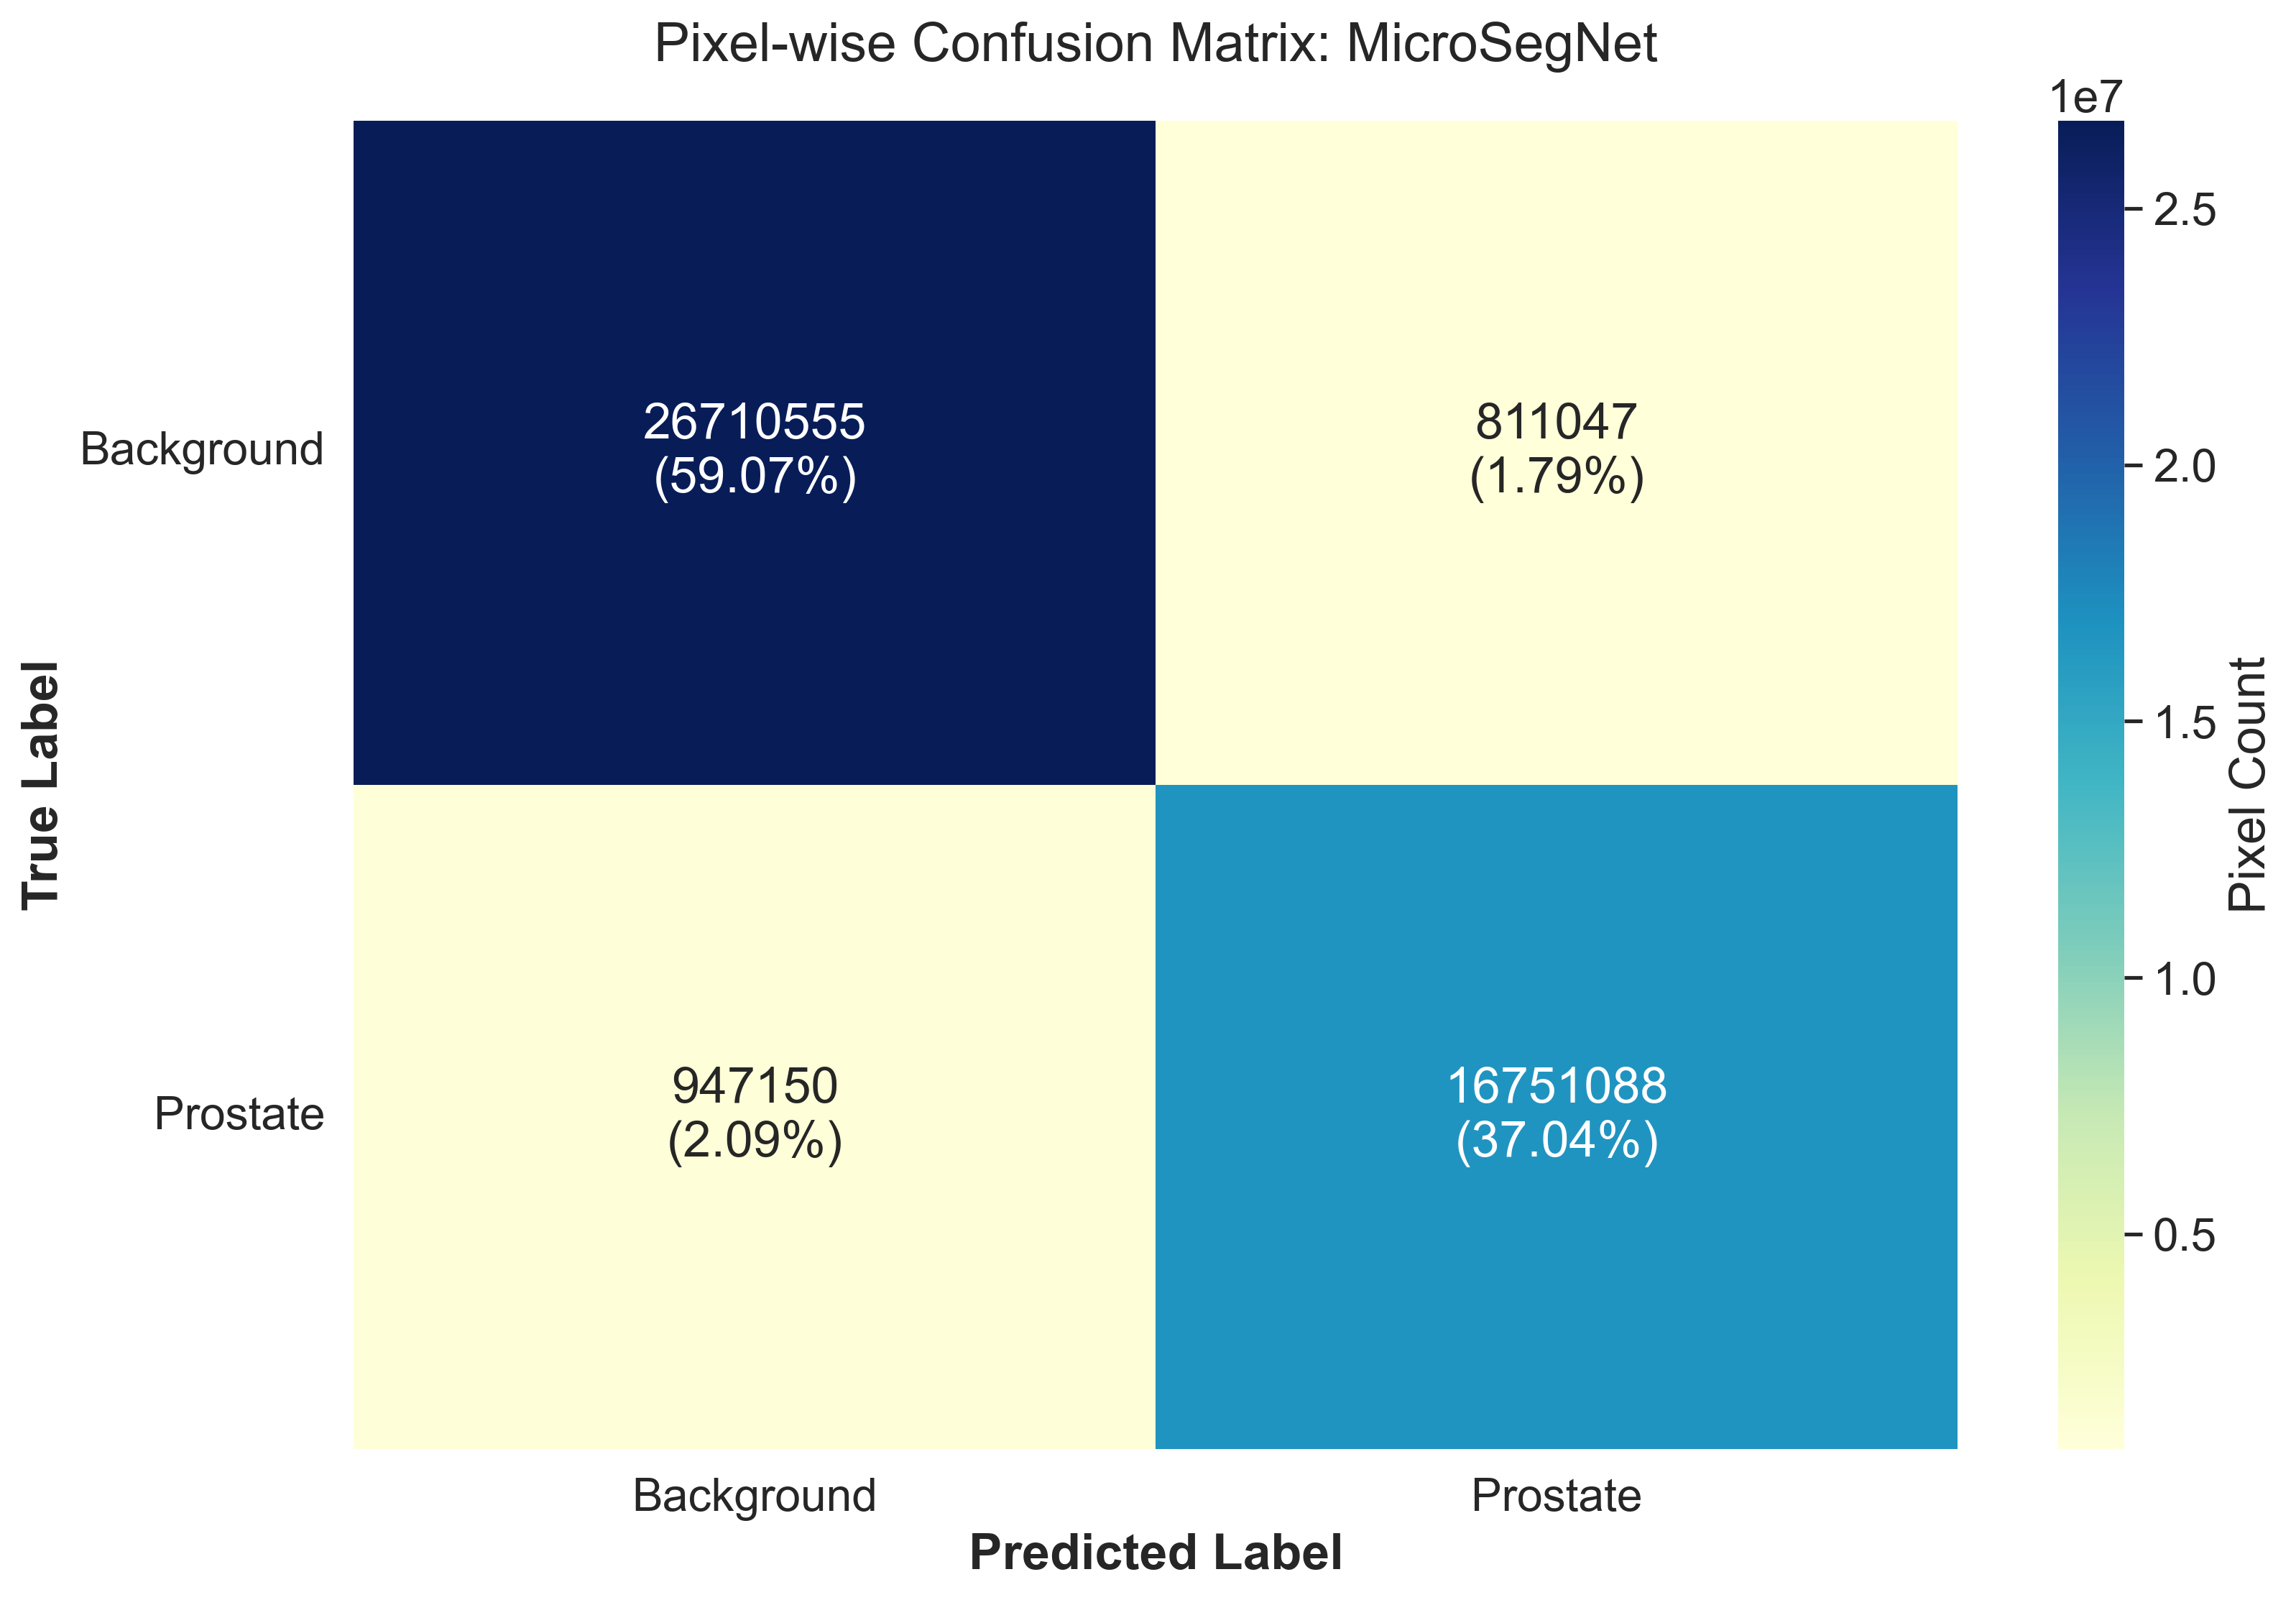 Pixel-wise Confusion Matrix: MicroSegNet
1e7
26710555
(59.07%)
811047
(1.79%)
947150
(2.09%)
16751088
(37.04%)
Background
Prostate
True Label
Background
Prostate
Predicted Label
2.5
2.0
1.5
1.0
0.5
Pixel Count